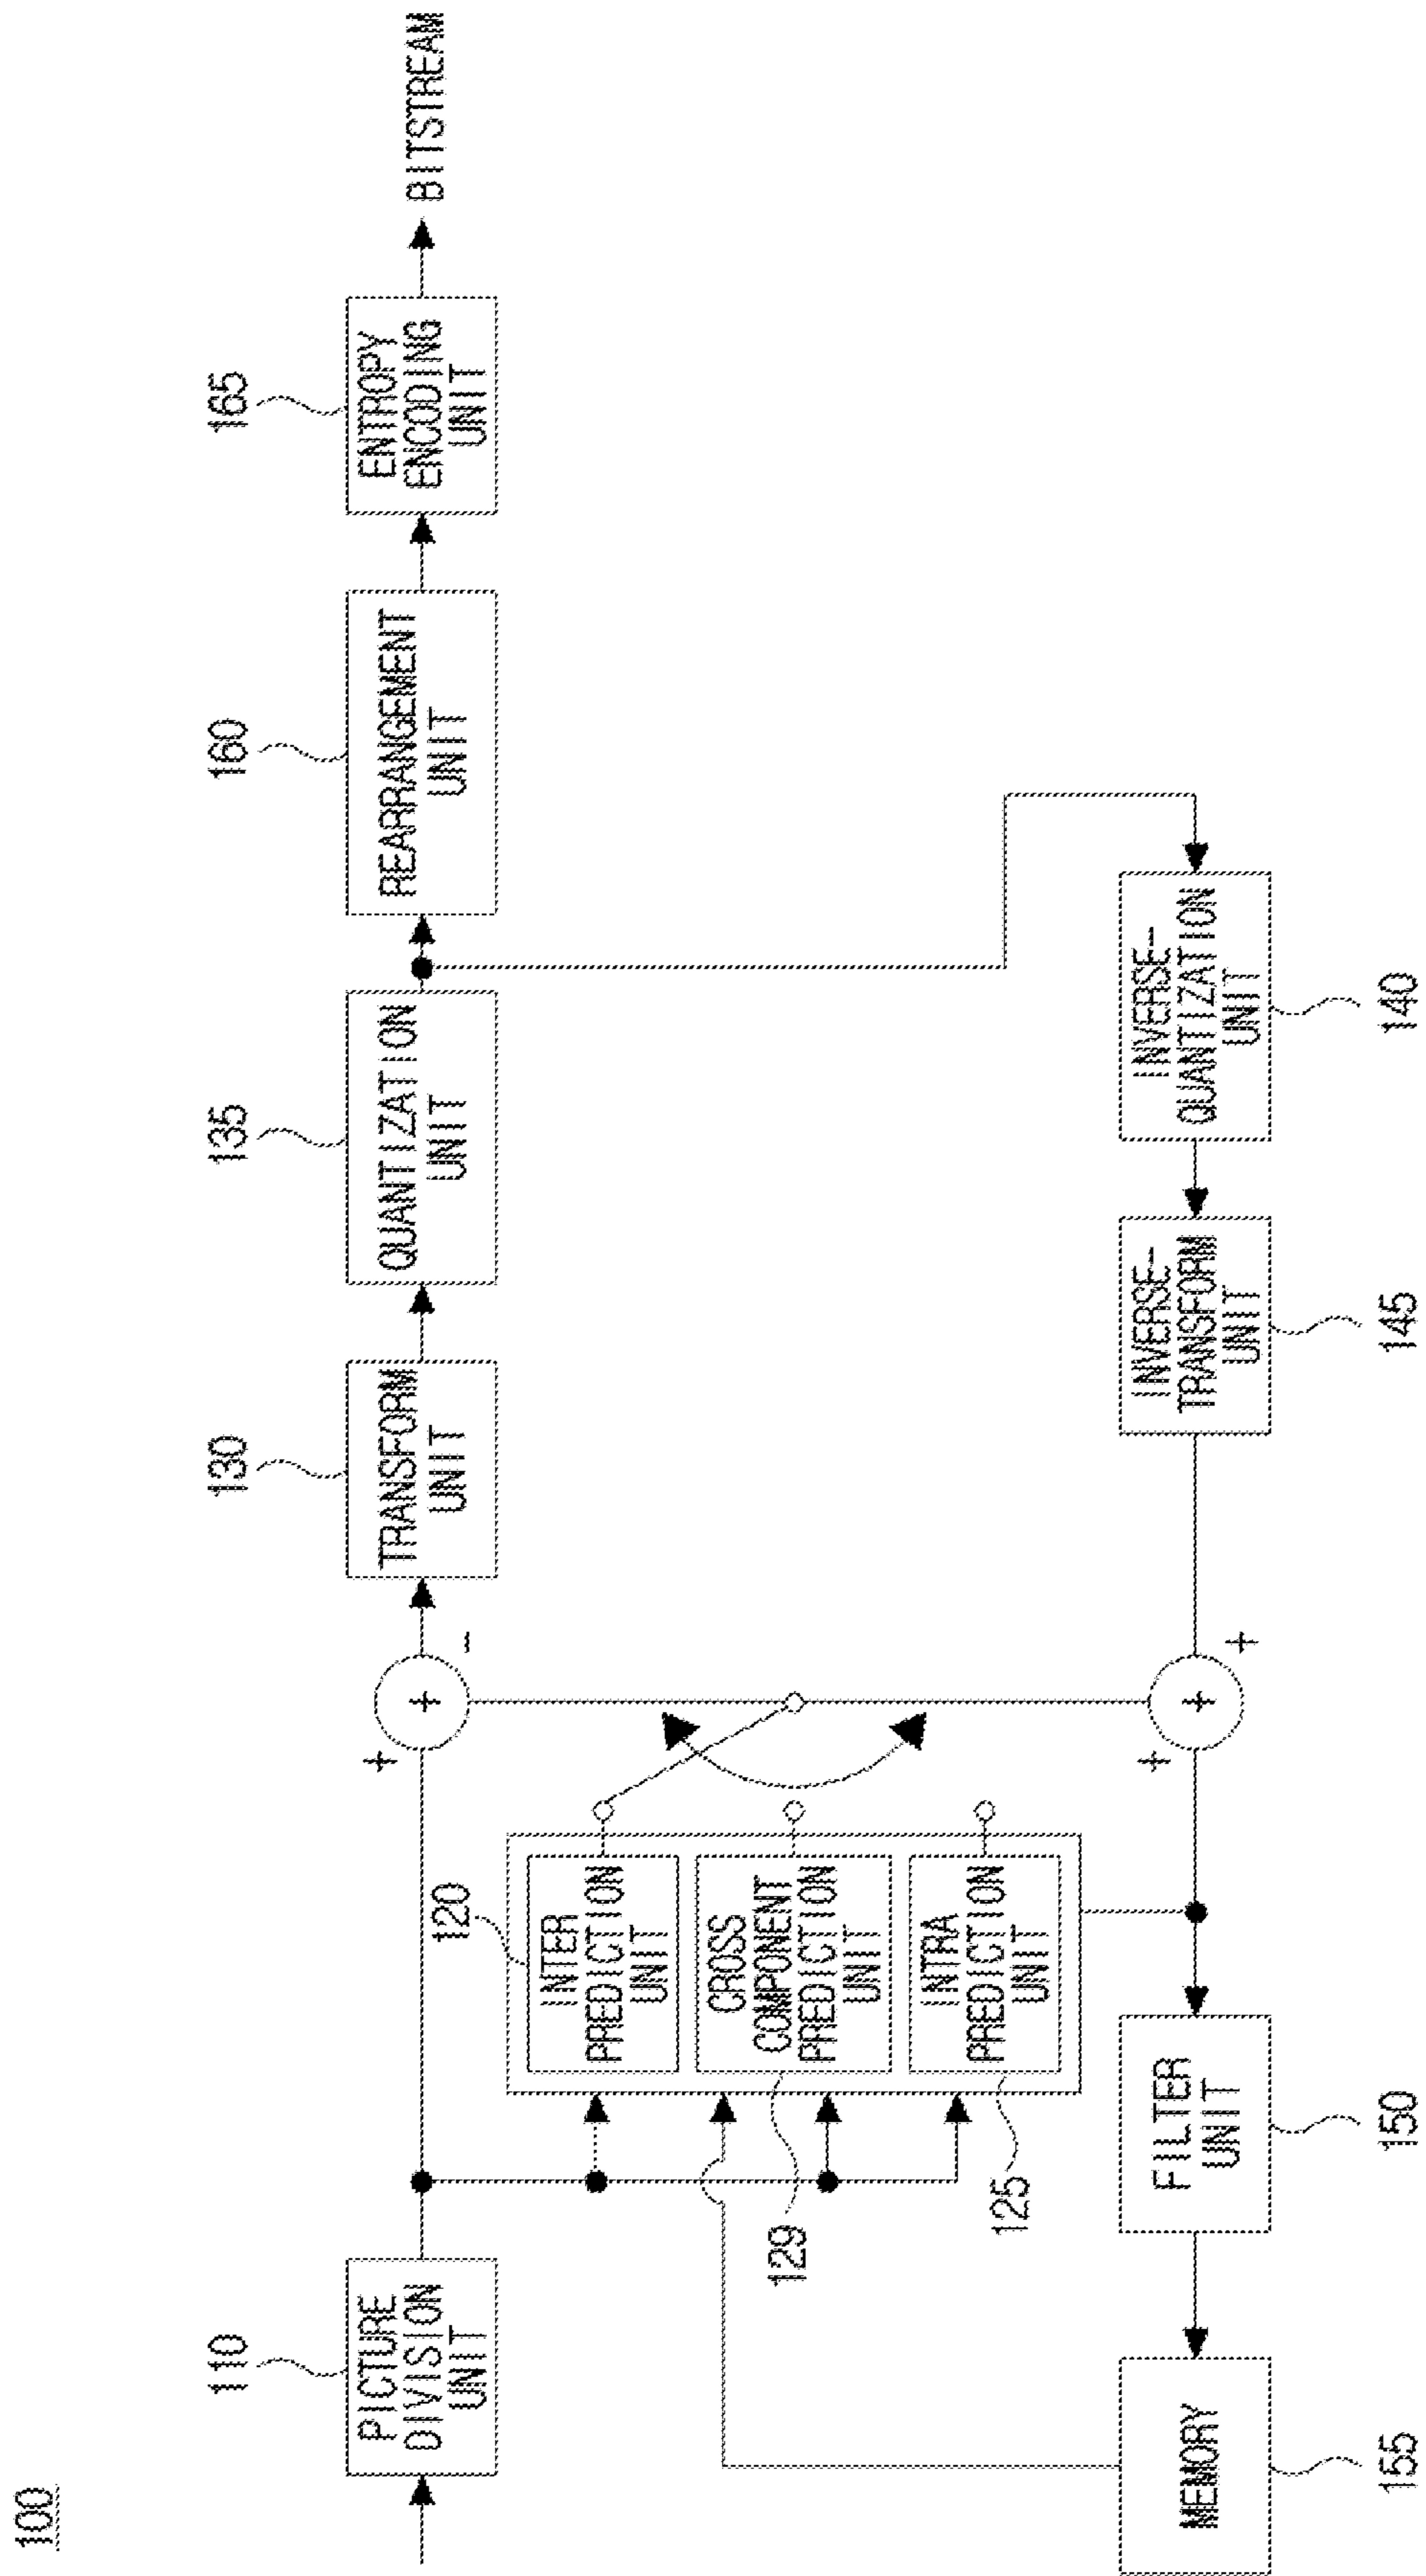 100
110
PICTURE
DIVISION
UNIT
130
TRANSFORM
UNIT
135
QUANTIZATION
UNIT
160
REARRANGEMENT
UNIT
165
ENTROPY
ENCODING
UNIT
BITSTREAM
+
+
-
120
INTER
PREDICTION
UNIT
129
CROSS
COMPONENT
PREDICTION
UNIT
125
INTRA
PREDICTION
UNIT
+
+
+
MEMORY
155
FILTER
UNIT
150
INVERSE-
TRANSFORM
UNIT
145
INVERSE-
QUANTIZATION
UNIT
140